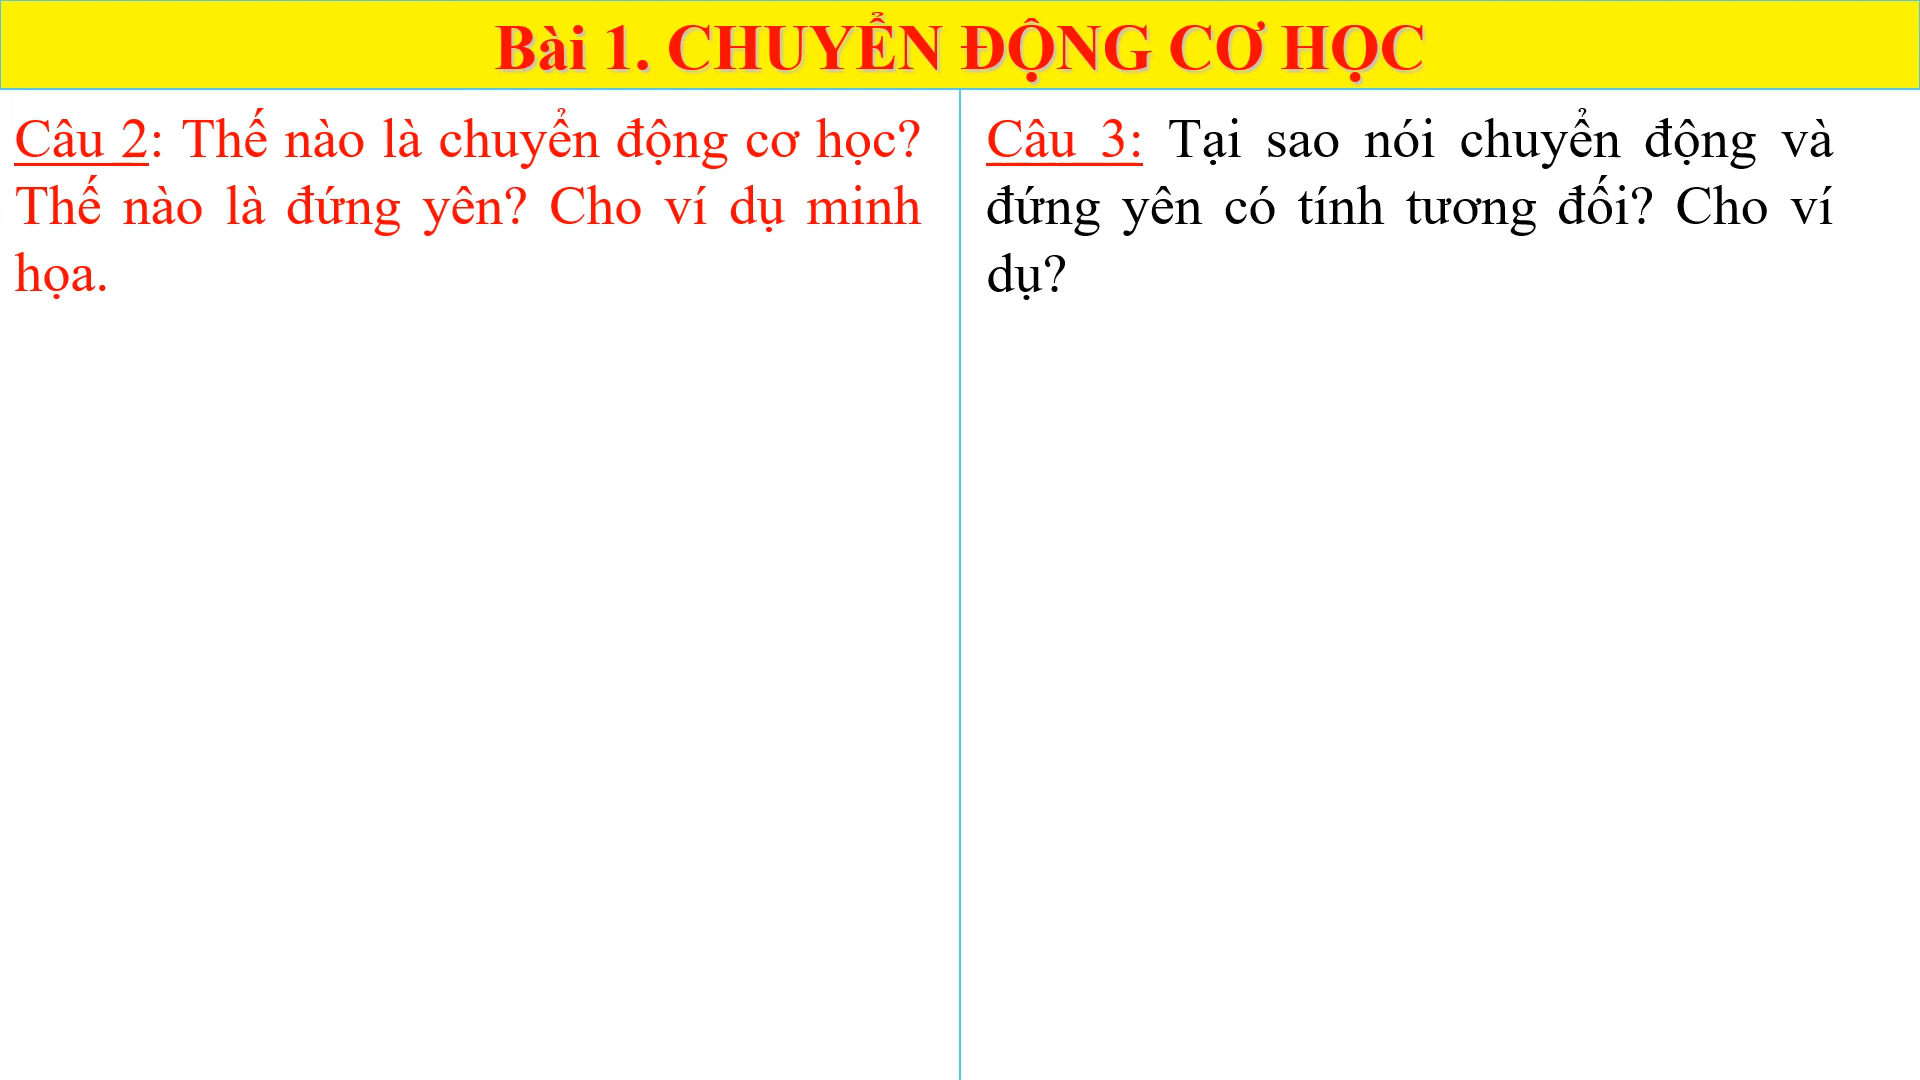 Bài 1. CHUYỂN ĐỘNG CƠ HỌC
Câu 2: Thế nào là chuyển động cơ học?
Thế nào là đứng yên? Cho ví dụ minh
họa.
Câu 3: Tại sao nói chuyển động và
đứng yên có tính tương đối? Cho ví
dụ?